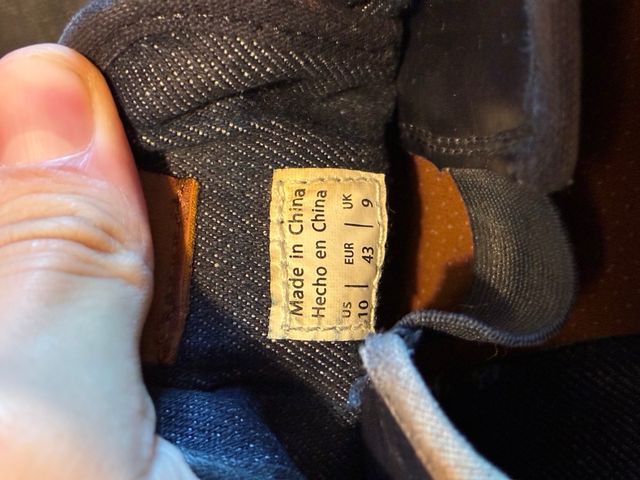 Made in China
Hecho en China
US | EUR | UK
10 | 43 | 9